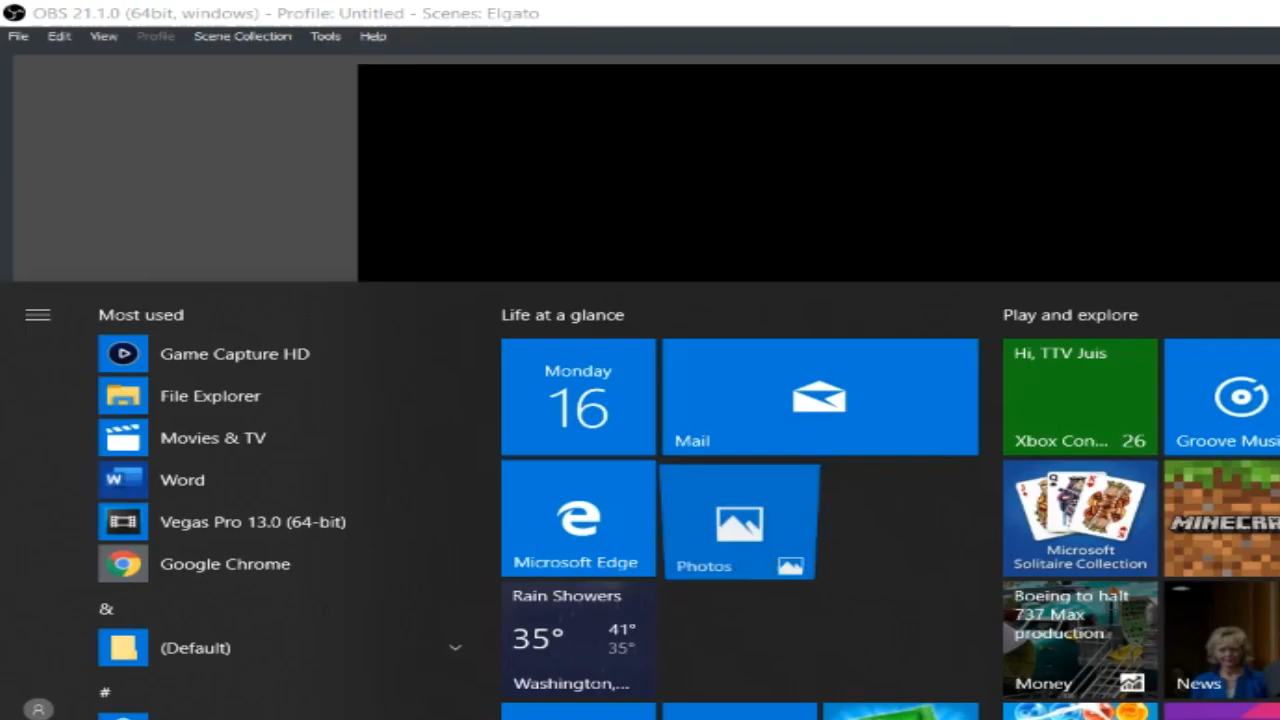 OBS 21.1.0 (64bit, windows) - Profile: Untitled - Scenes: Elgato
File Edit View Profile Scene Collection Tools Help
Most used
Game Capture HD
File Explorer
Movies & TV
Word
Vegas Pro 13.0 (64-bit)
Google Chrome
&
(Default)
#
Life at a glance
Monday
16
Mail
Microsoft Edge
Photos
Rain Showers
35° 41°
35°
Washington,...
Play and explore
Hi, TTV Juis
Xbox Con... 26
Groove Musi
Microsoft
Solitaire Collection
MINECRA
Boeing to halt
737 Max
production
Money
News